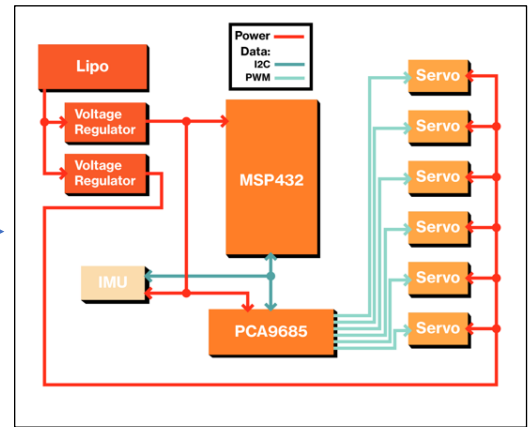 Power
Data:
I2C
PWM
Lipo
Voltage
Regulator
Voltage
Regulator
MSP432
IMU
PCA9685
Servo
Servo
Servo
Servo
Servo
Servo